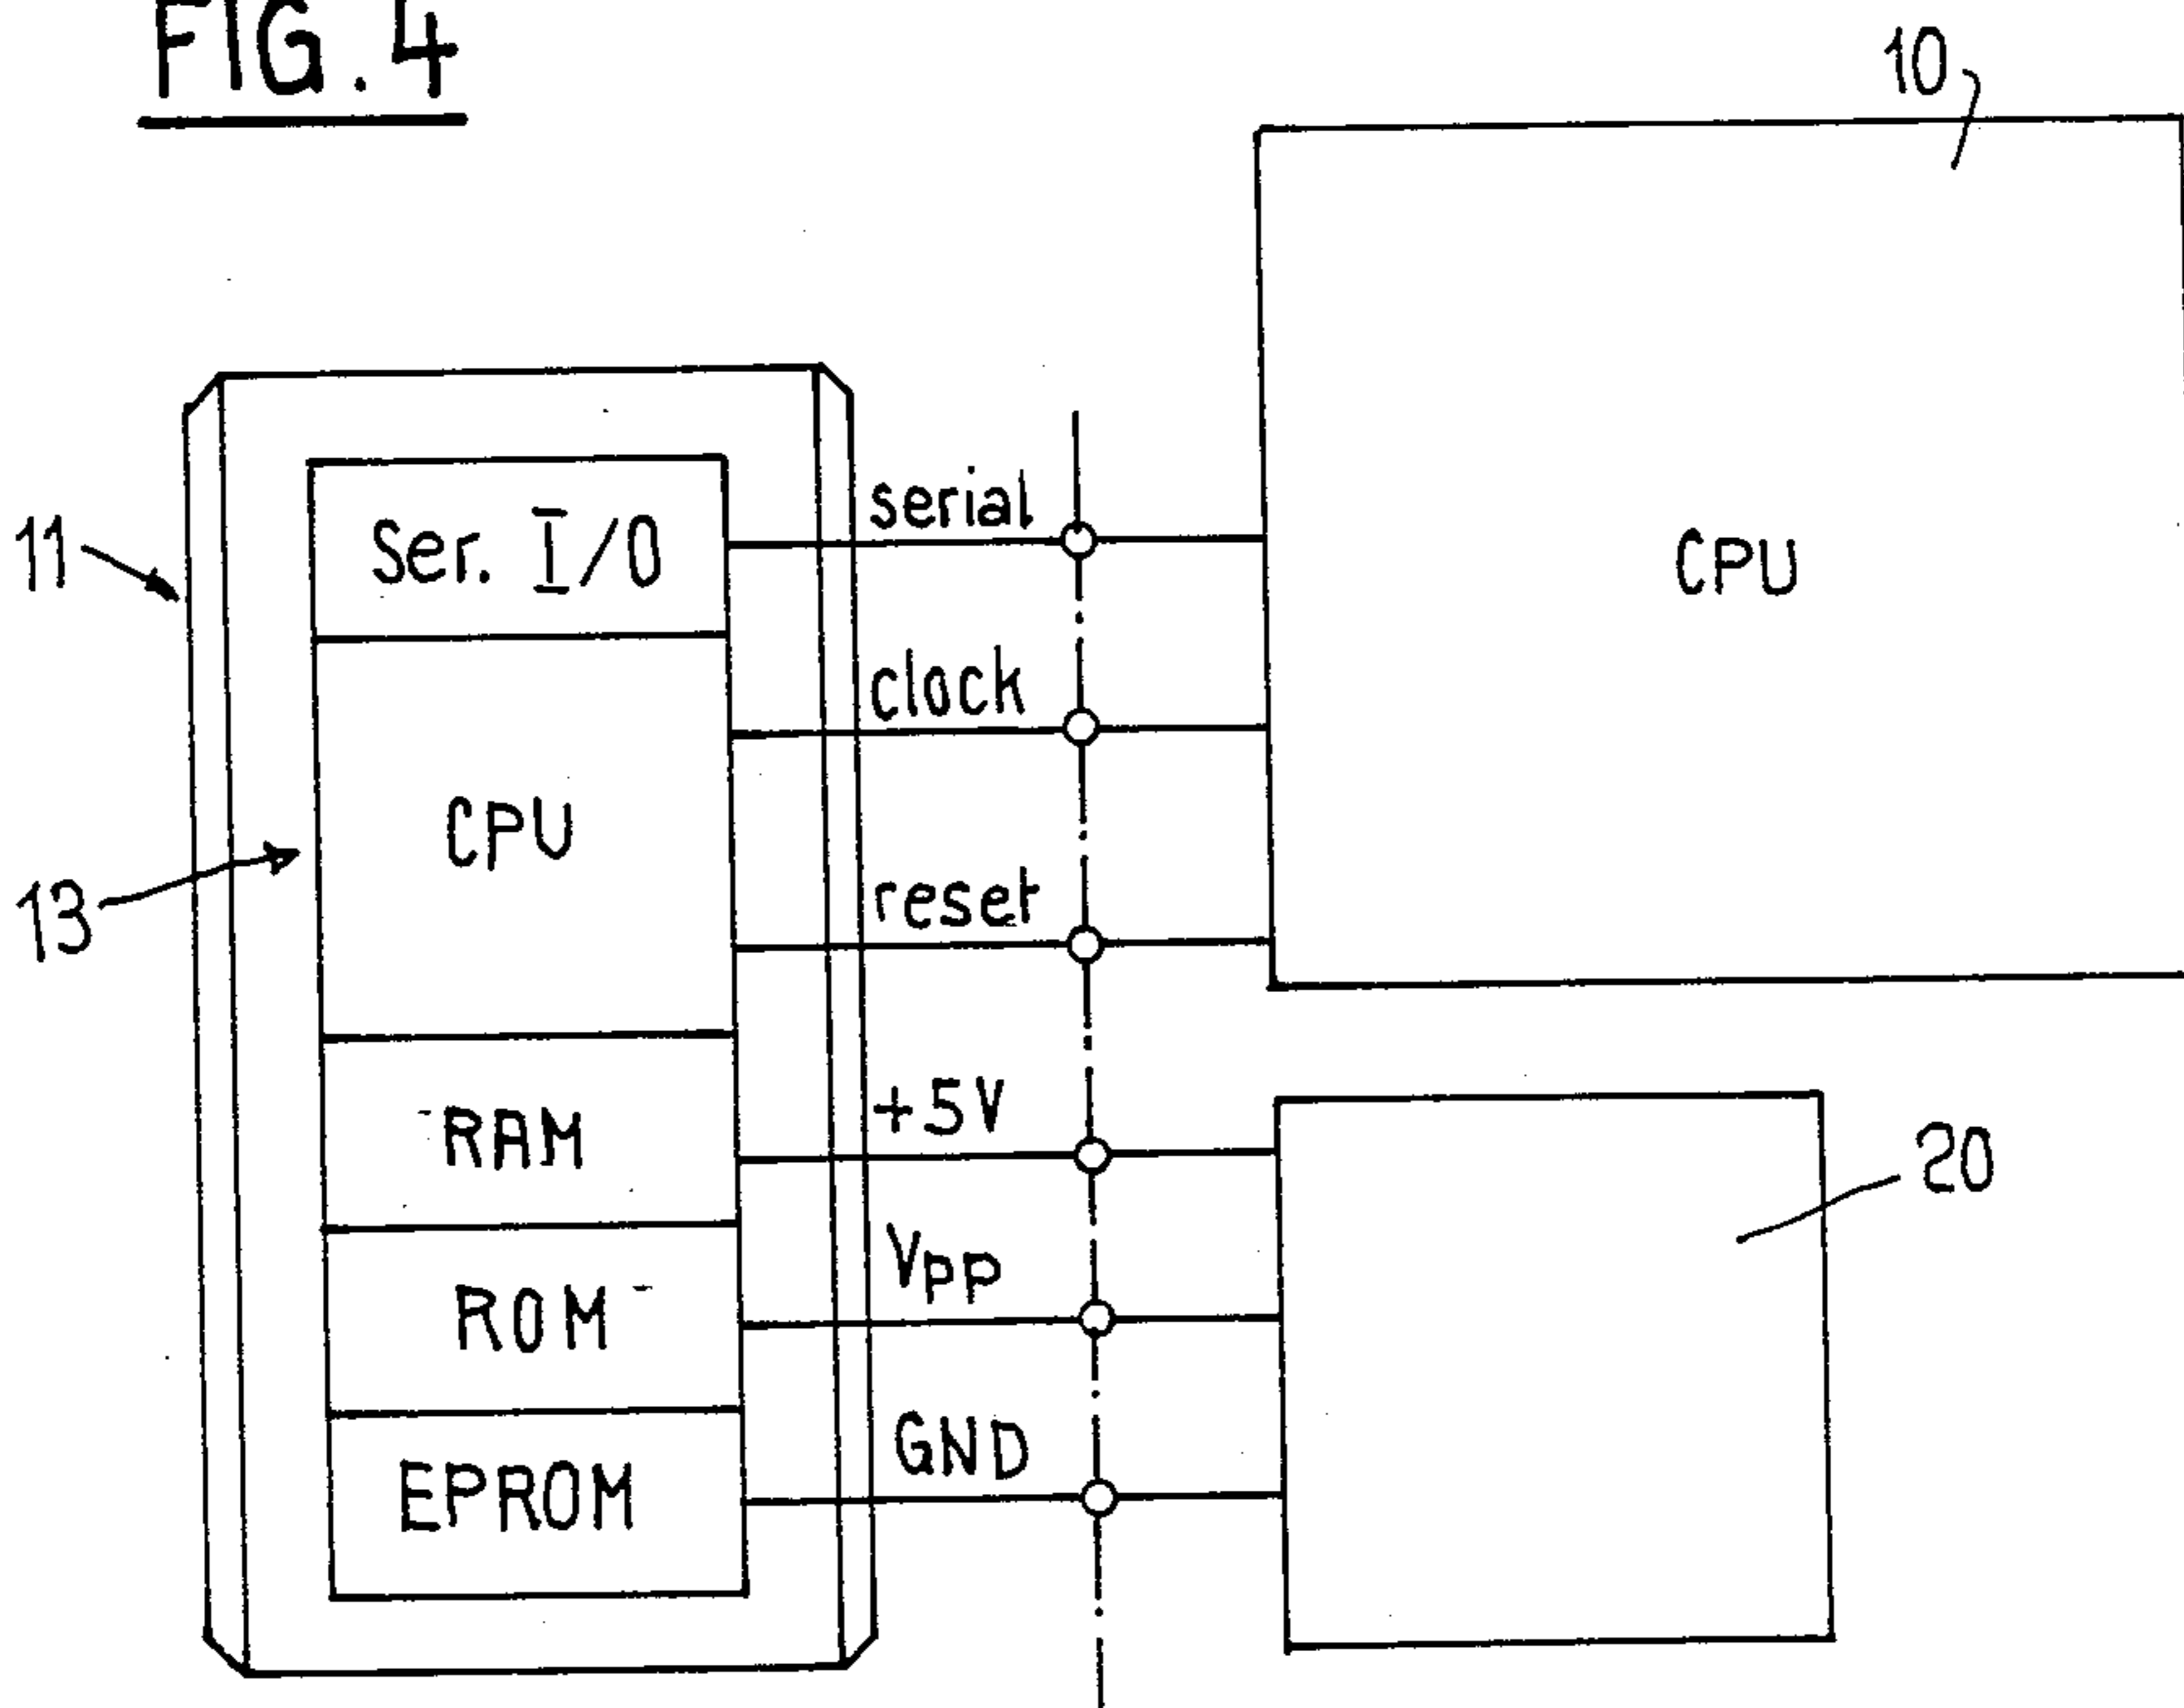 FIG. 4
10
serial
11
Ser. I/O
CPU
clock
CPU
reset
13
+5V
RAM
20
VPP
ROM
GND
EPROM